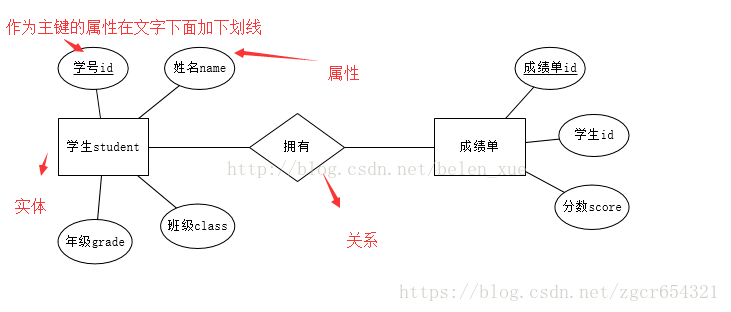 作为主键的属性在文字下面加下划线
学号id
姓名name
成绩单id
属性
学生id
学生student
拥有
成绩单
http://blog.csdn.net/belen_xue
实体
关系
分数score
班级class
年级grade
https://blog.csdn.net/zgcr654321